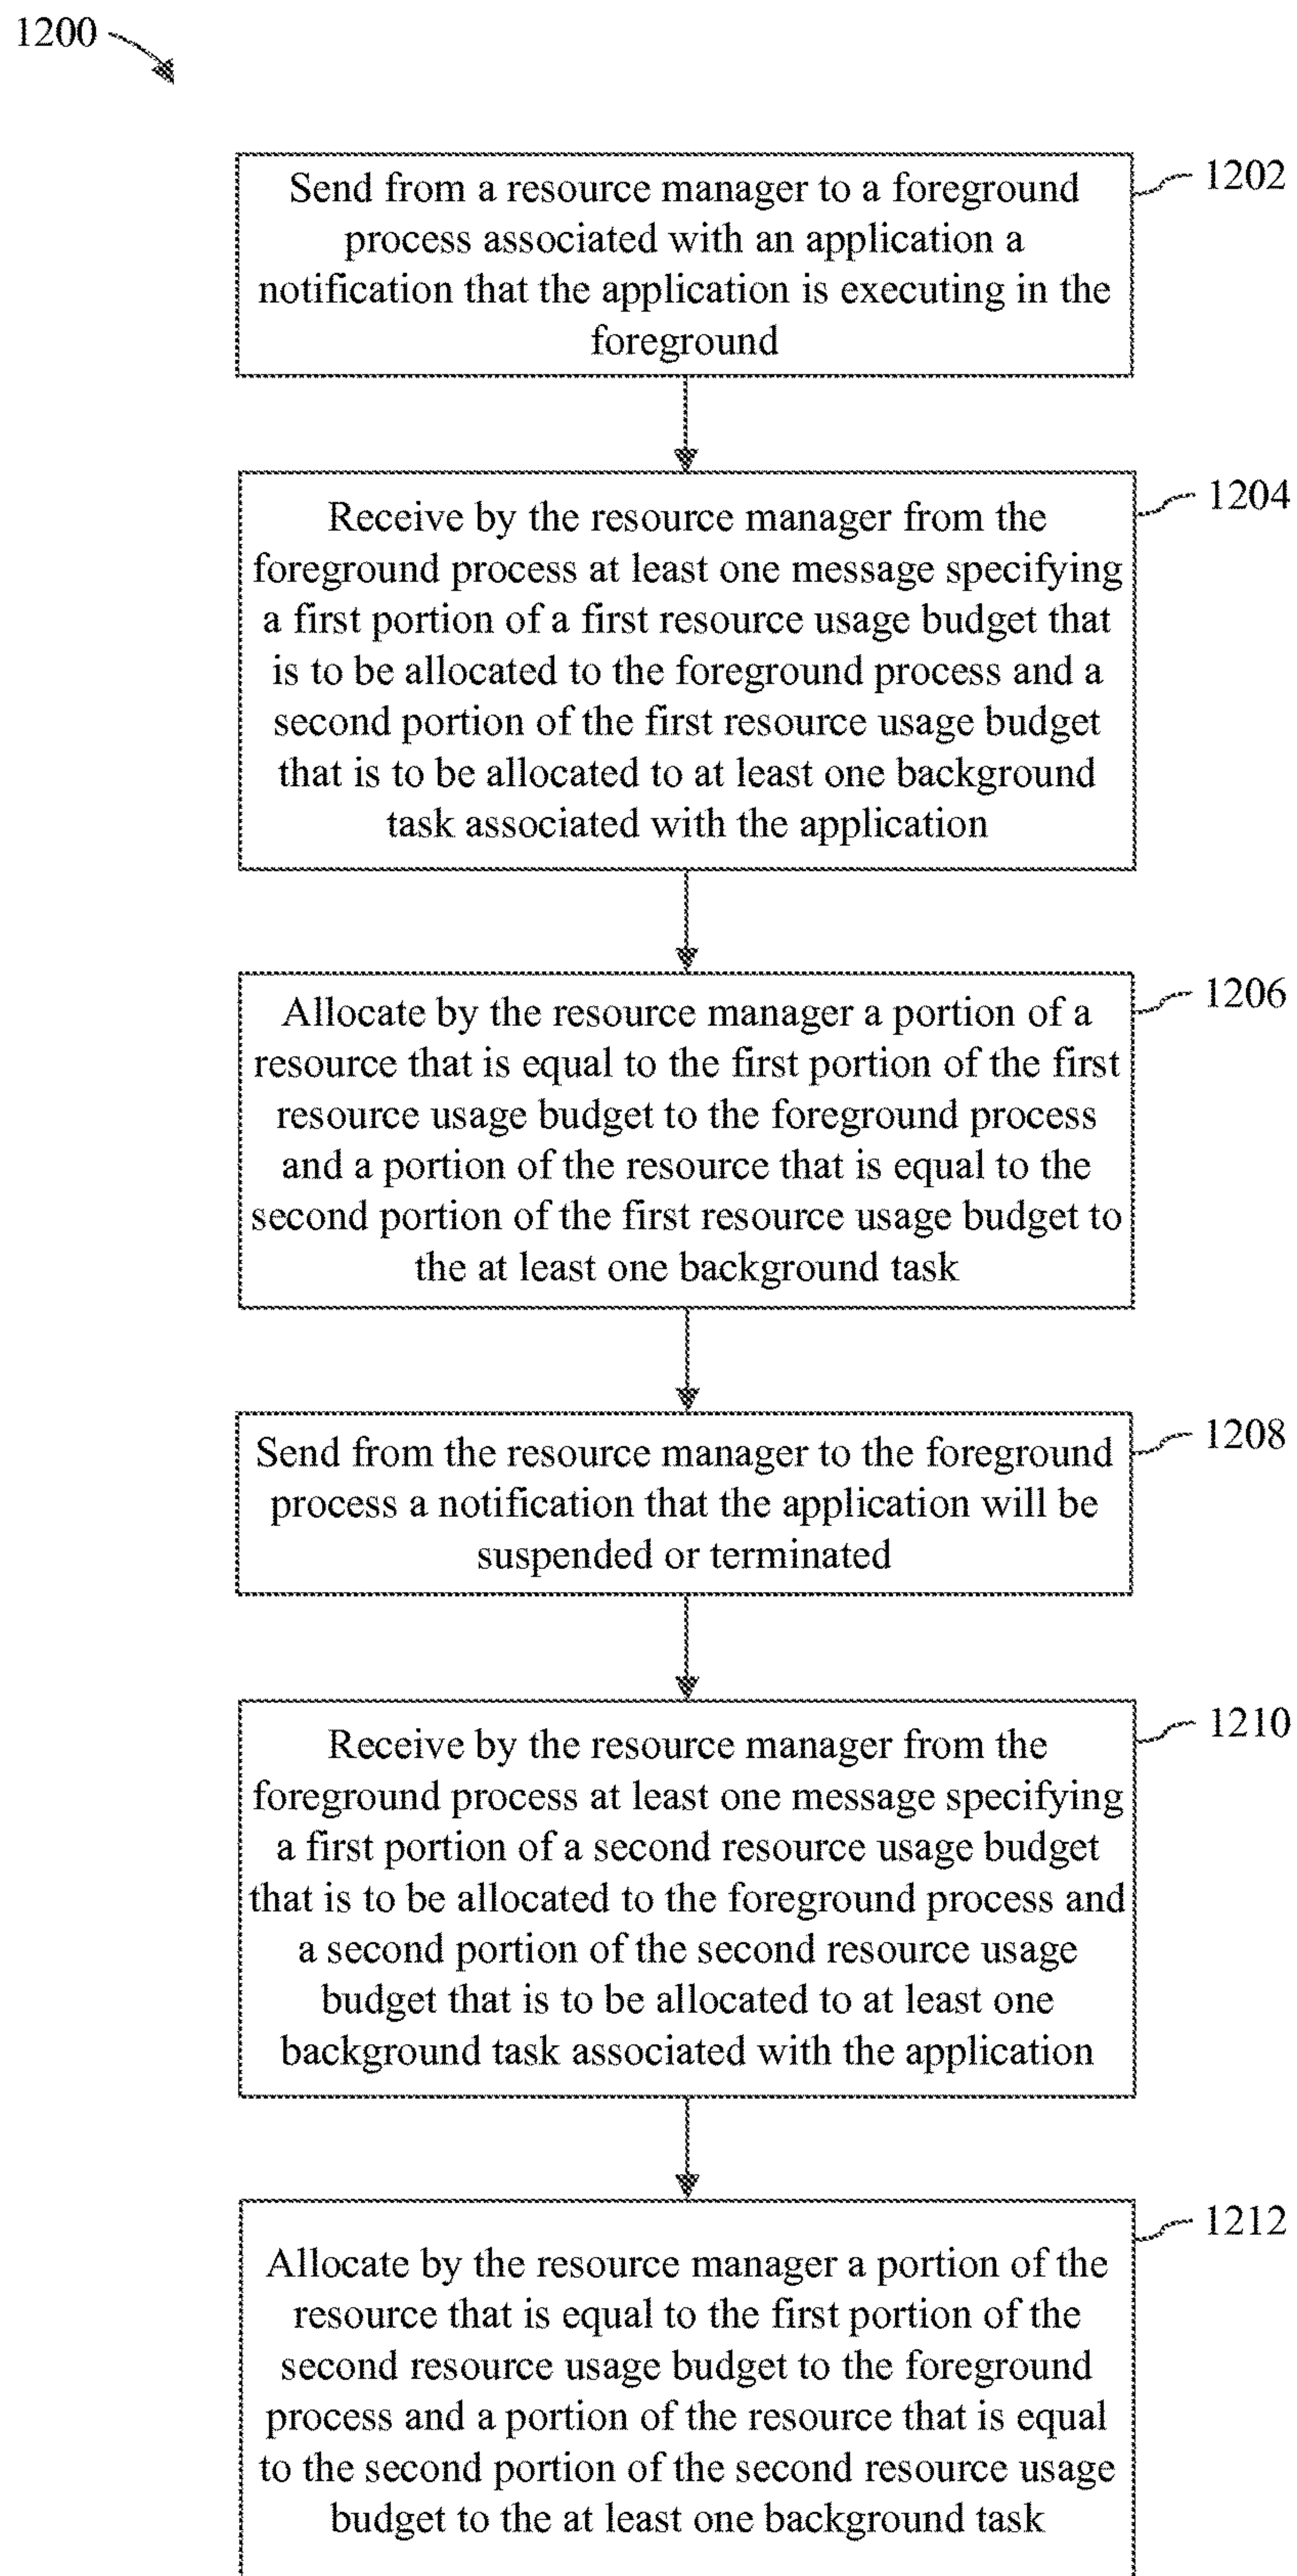 1200
1202
Send from a resource manager to a foreground
process associated with an application a
notification that the application is executing in the
foreground
1204
Receive by the resource manager from the
foreground process at least one message specifying
a first portion of a first resource usage budget that
is to be allocated to the foreground process and a
second portion of the first resource usage budget
that is to be allocated to at least one background
task associated with the application
1206
Allocate by the resource manager a portion of a
resource that is equal to the first portion of the first
resource usage budget to the foreground process
and a portion of the resource that is equal to the
second portion of the first resource usage budget to
the at least one background task
1208
Send from the resource manager to the foreground
process a notification that the application will be
suspended or terminated
1210
Receive by the resource manager from the
foreground process at least one message specifying
a first portion of a second resource usage budget
that is to be allocated to the foreground process and
a second portion of the second resource usage
budget that is to be allocated to at least one
background task associated with the application
1212
Allocate by the resource manager a portion of the
resource that is equal to the first portion of the
second resource usage budget to the foreground
process and a portion of the resource that is equal
to the second portion of the second resource usage
budget to the at least one background task